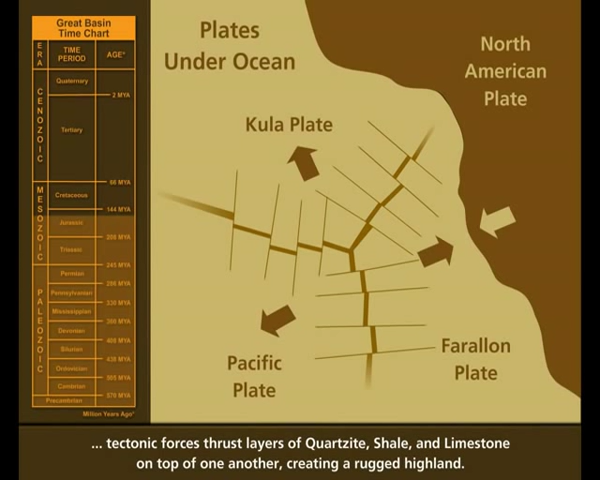 Great Basin
Time Chart
ERA
TIME
PERIOD
AGE*
CENOZOIC
Quaternary
2 MYA
Tertiary
66 MYA
MESOZOIC
Cretaceous
144 MYA
Jurassic
208 MYA
Triassic
245 MYA
PALEOZOIC
Permian
286 MYA
Pennsylvanian
330 MYA
Mississippian
360 MYA
Devonian
408 MYA
Silurian
438 MYA
Ordovician
505 MYA
Cambrian
570 MYA
Precambrian
Million Years Ago*
Plates
Under Ocean
North
American
Plate
Kula Plate
Pacific
Plate
Farallon
Plate
... tectonic forces thrust layers of Quartzite, Shale, and Limestone
on top of one another, creating a rugged highland.